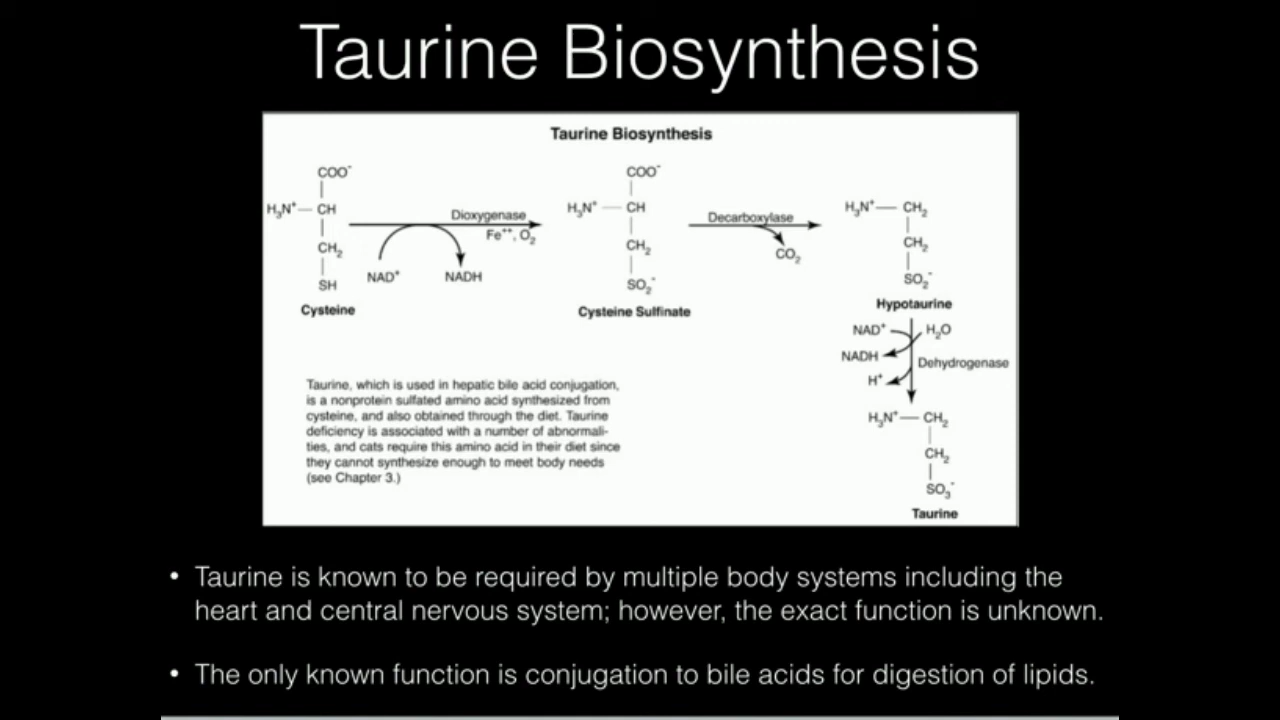 Taurine Biosynthesis
Taurine Biosynthesis
COO⁻
H₃N⁺— CH
CH₂
SH
Cysteine
NAD⁺
NADH
Dioxygenase
Fe⁺⁺, O₂
COO⁻
H₃N⁺ — CH
CH₂
SO₂⁻
Cysteine Sulfinate
Decarboxylase
CO₂
H₃N⁺— CH₂
CH₂
SO₂⁻
Hypotaurine
NAD⁺
H₂O
NADH
Dehydrogenase
H⁺
H₃N⁺— CH₂
CH₂
SO₃⁻
Taurine
Taurine, which is used in hepatic bile acid conjugation,
is a nonprotein sulfated amino acid synthesized from
cysteine, and also obtained through the diet. Taurine
deficiency is associated with a number of abnormali-
ties, and cats require this amino acid in their diet since
they cannot synthesize enough to meet body needs
(see Chapter 3.)
• Taurine is known to be required by multiple body systems including the
heart and central nervous system; however, the exact function is unknown.
• The only known function is conjugation to bile acids for digestion of lipids.